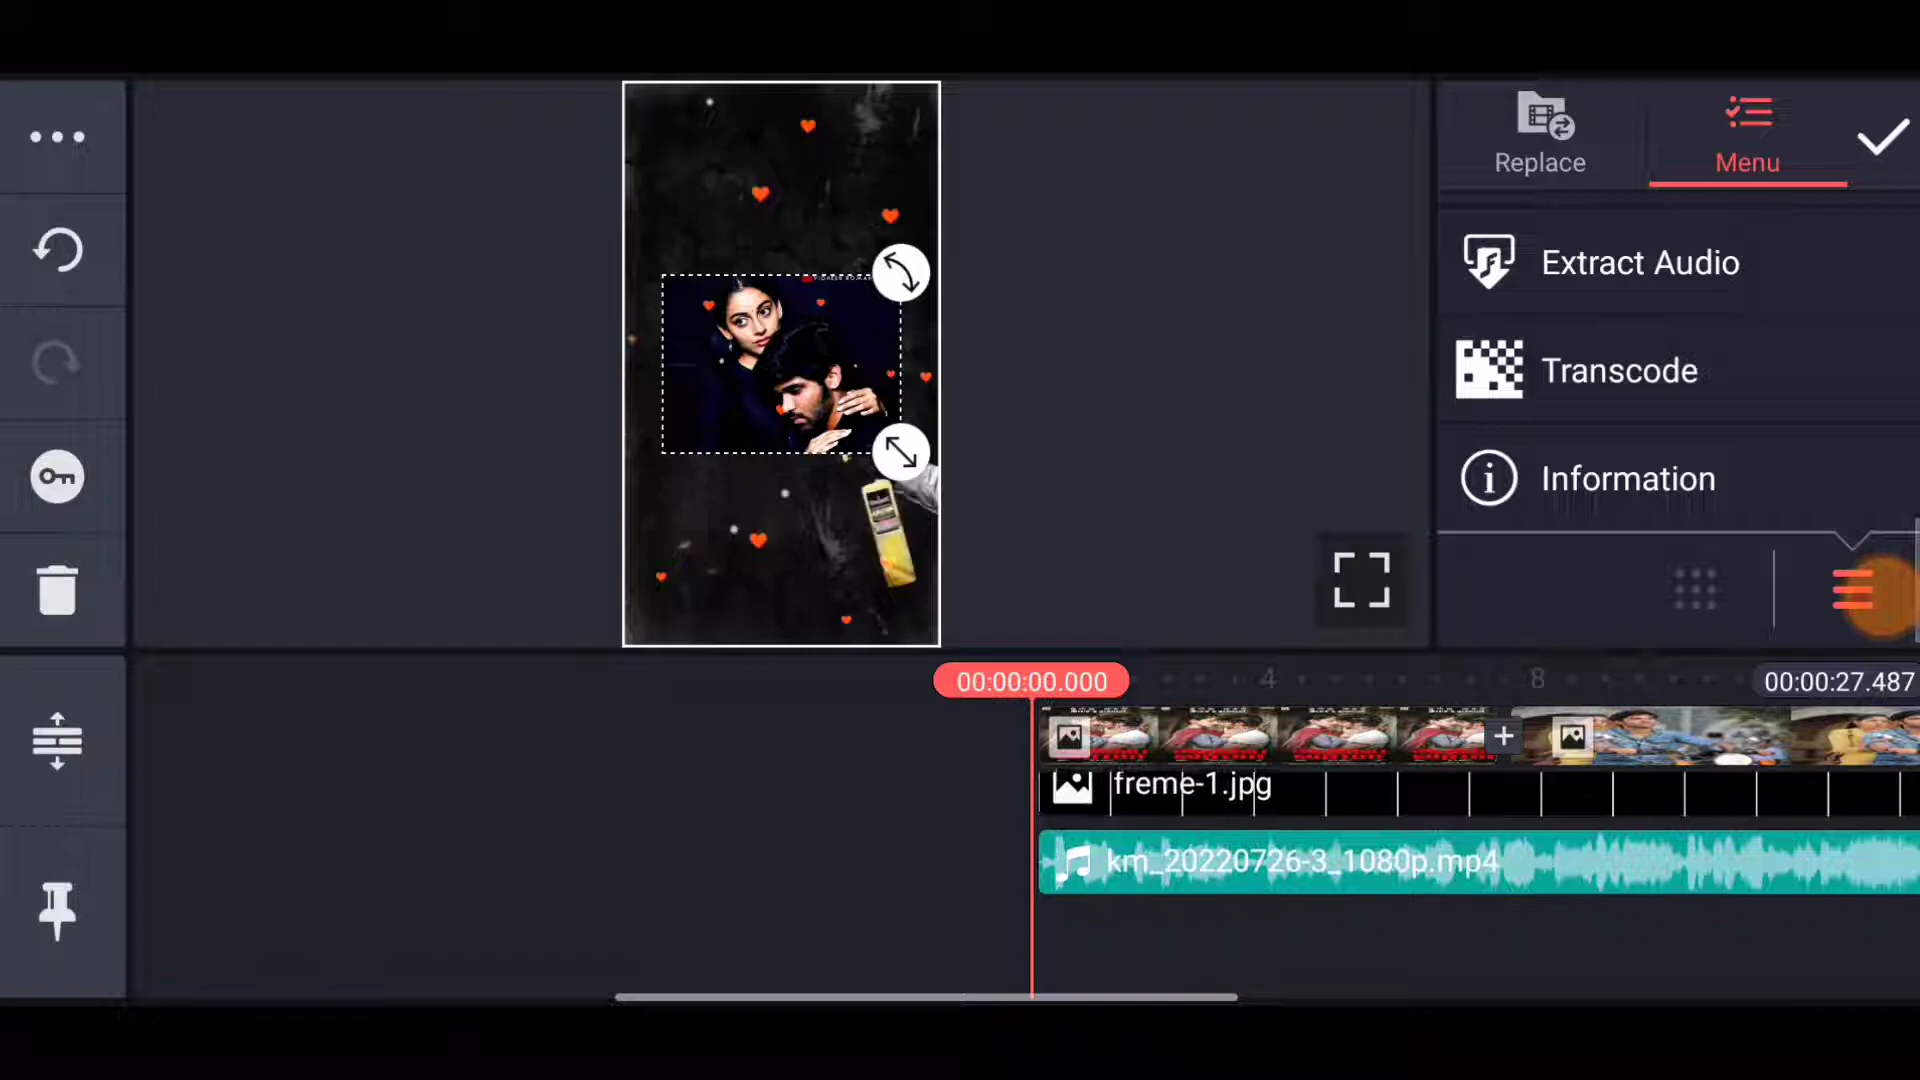 Replace
Menu
Extract Audio
Transcode
Information
00:00:00.000
4
8
00:00:27.487
freme-1.jpg
km_20220726-3_1080p.mp4